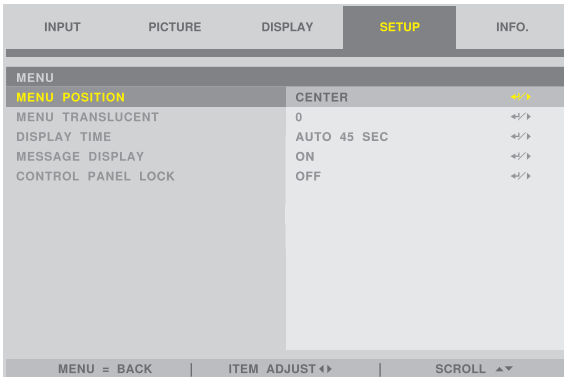 INPUT PICTURE DISPLAY SETUP INFO.
MENU
MENU POSITION CENTER
MENU TRANSLUCENT 0
DISPLAY TIME AUTO 45 SEC
MESSAGE DISPLAY ON
CONTROL PANEL LOCK OFF
MENU = BACK | ITEM ADJUST | SCROLL